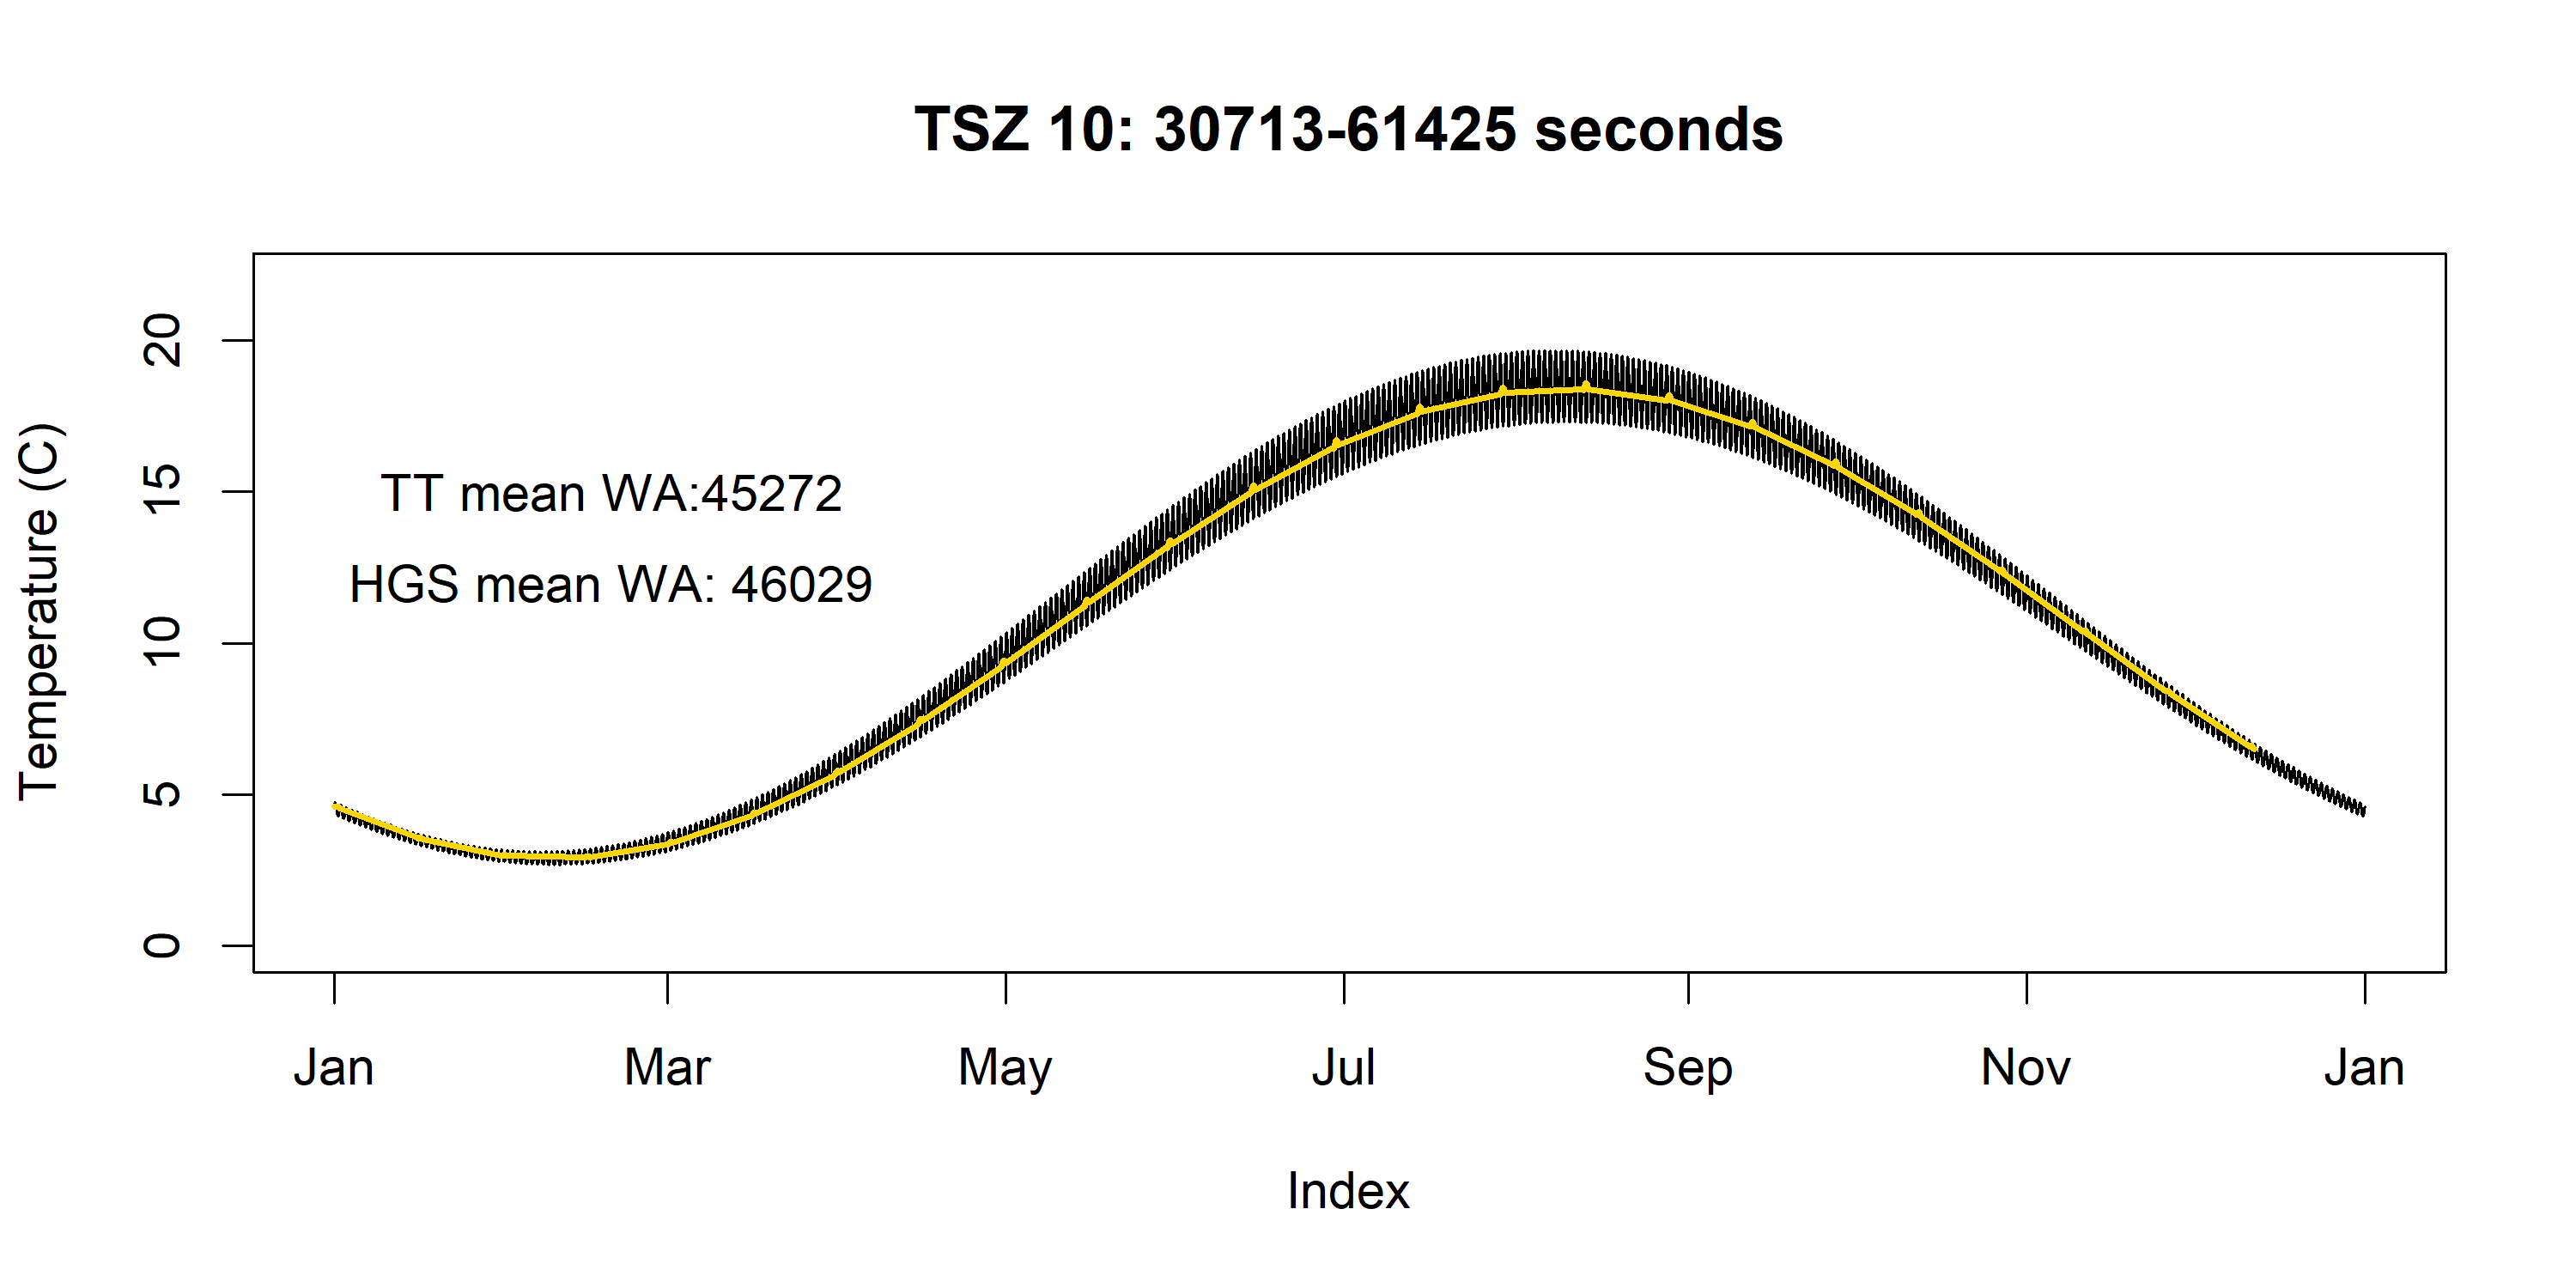 TSZ 10: 30713-61425 seconds
Temperature (C)
20
15
10
5
0
TT mean WA:45272
HGS mean WA: 46029
Jan Mar May Jul Sep Nov Jan
Index